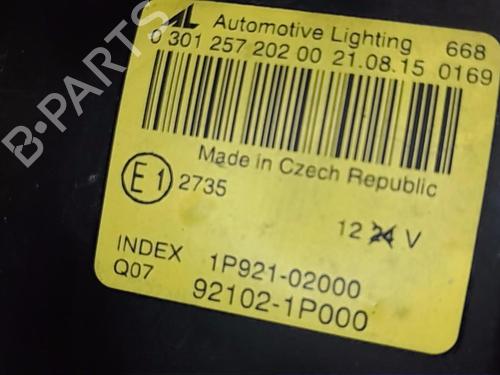 AL Automotive Lighting 668
0 301 257 202 00 21.08.15 0169
Made in Czech Republic
E1 2735
12 24 V
INDEX 1P921-02000
Q07 92102-1P000
B-PARTS